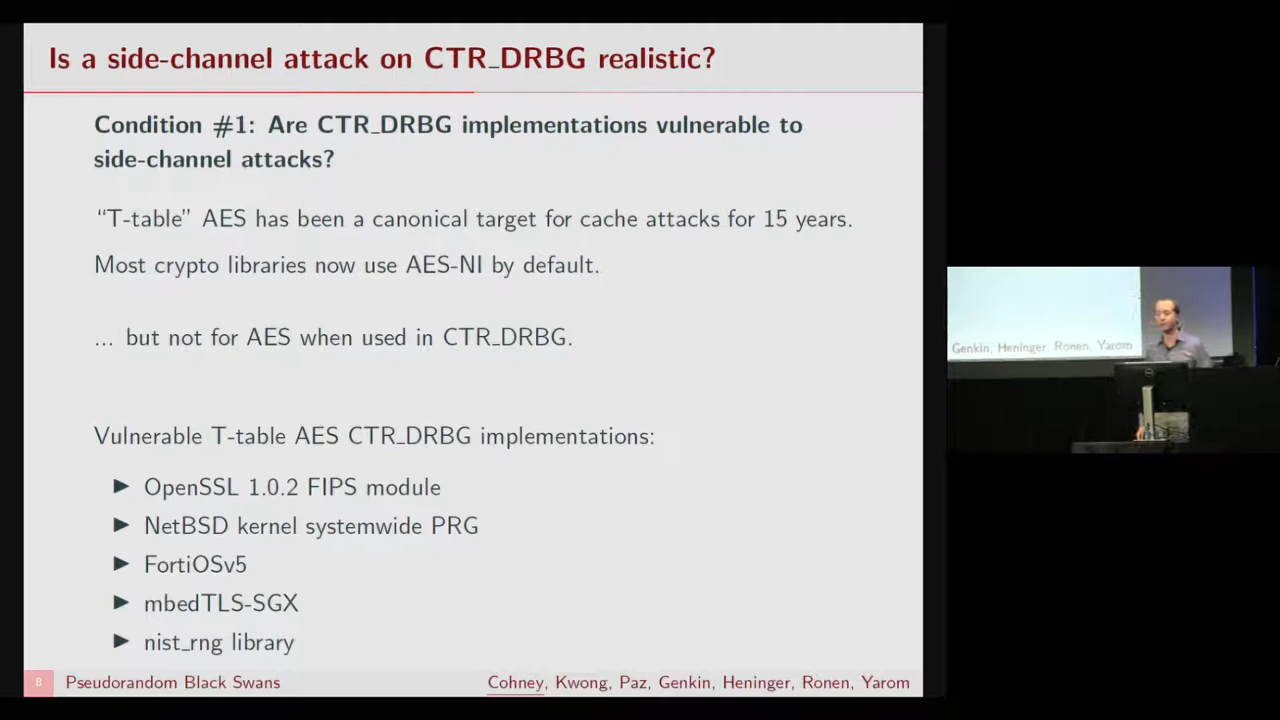 Is a side-channel attack on CTR_DRBG realistic?
Condition #1: Are CTR_DRBG implementations vulnerable to
side-channel attacks?
“T-table” AES has been a canonical target for cache attacks for 15 years.
Most crypto libraries now use AES-NI by default.
... but not for AES when used in CTR_DRBG.
Vulnerable T-table AES CTR_DRBG implementations:
▶ OpenSSL 1.0.2 FIPS module
▶ NetBSD kernel systemwide PRG
▶ FortiOSv5
▶ mbedTLS-SGX
▶ nist_rng library
8 Pseudorandom Black Swans Cohney, Kwong, Paz, Genkin, Heninger, Ronen, Yarom
Genkin, Heninger, Ronen, Yarom